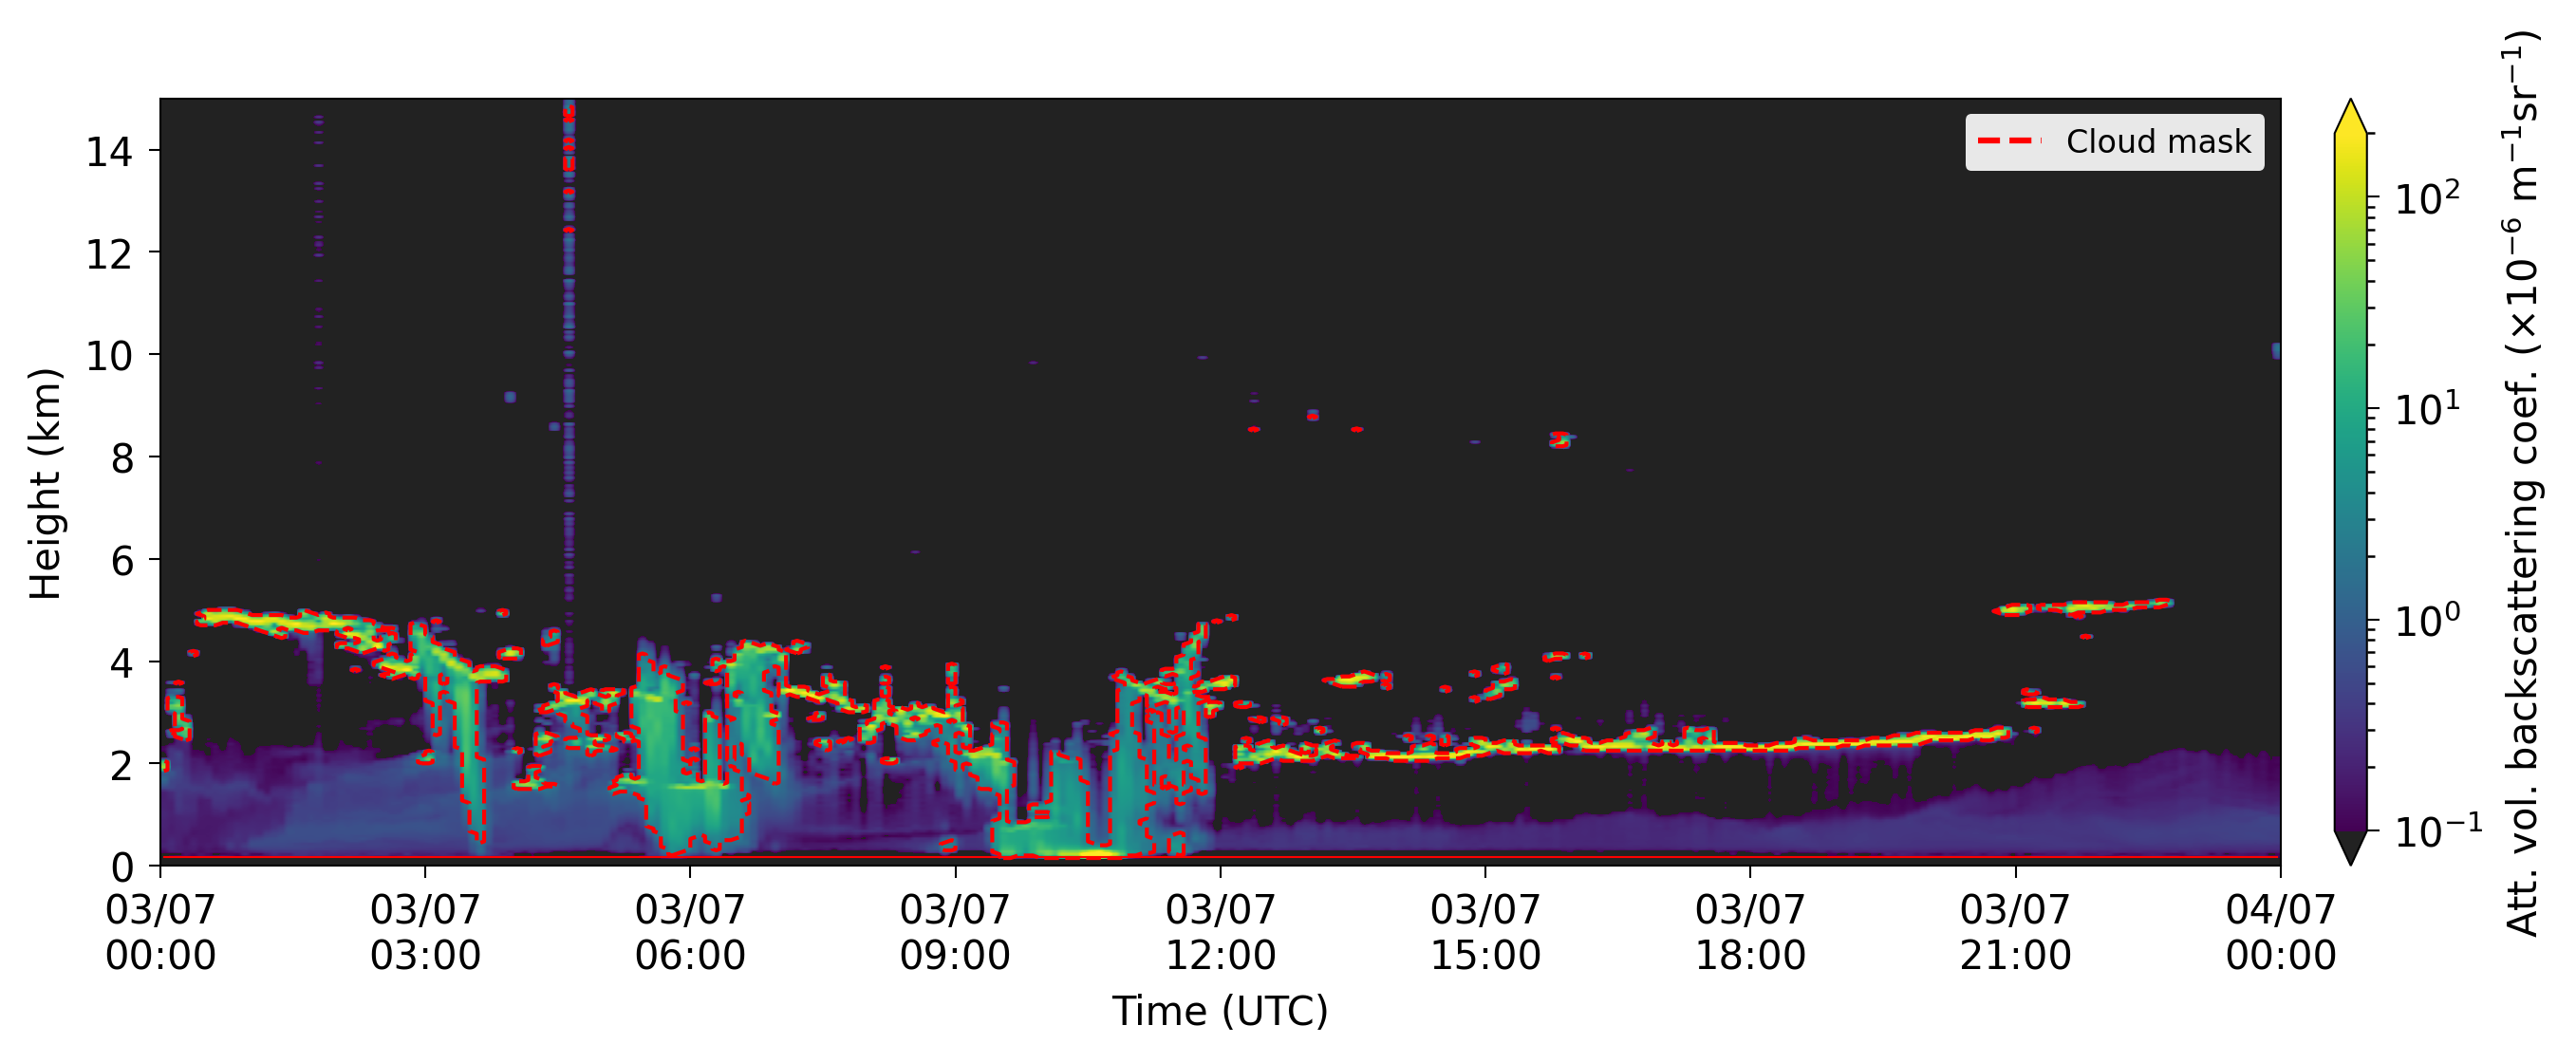 Cloud mask
Height (km)
14
12
10
8
6
4
2
0
03/07 03/07 03/07 03/07 03/07 03/07 03/07 03/07 04/07
00:00 03:00 06:00 09:00 12:00 15:00 18:00 21:00 00:00
Time (UTC)
10²
10¹
10⁰
10⁻¹
Att. vol. backscattering coef. (×10⁻⁶ m⁻¹sr⁻¹)